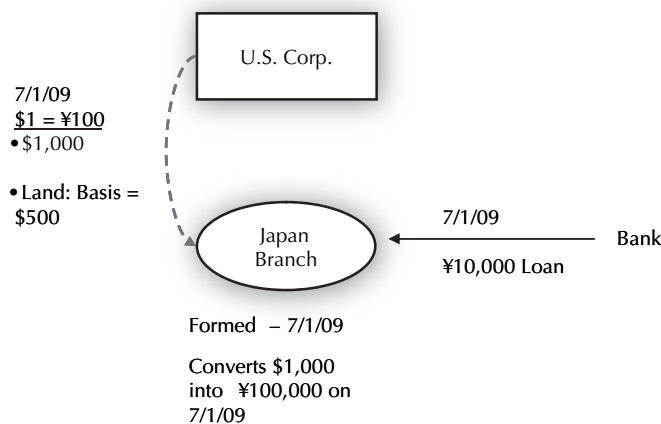 U.S. Corp.
7/1/09
$1 = ¥100
• $1,000
• Land: Basis =
$500
Japan
Branch
7/1/09
¥10,000 Loan
Bank
Formed – 7/1/09
Converts $1,000
into ¥100,000 on
7/1/09